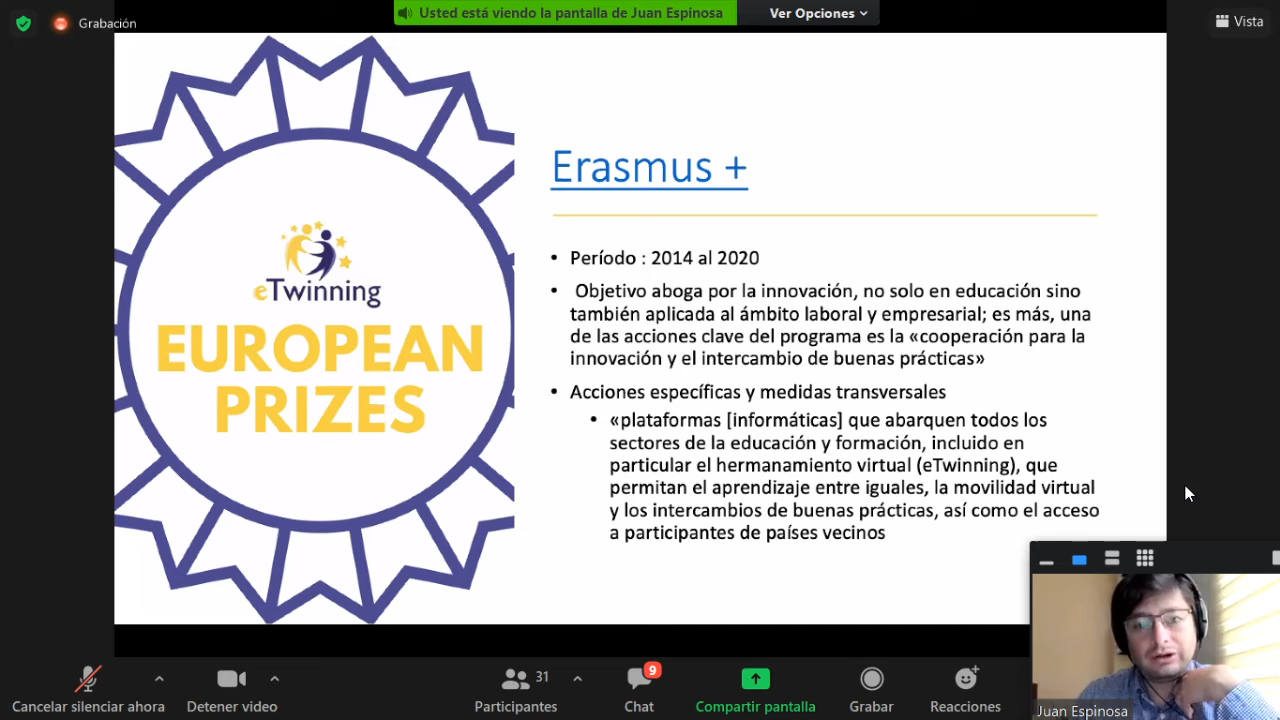 Grabación
Usted está viendo la pantalla de Juan Espinosa
Ver Opciones
Vista
eTwinning
EUROPEAN
PRIZES
Erasmus +
• Período : 2014 al 2020
• Objetivo aboga por la innovación, no solo en educación sino
también aplicada al ámbito laboral y empresarial; es más, una
de las acciones clave del programa es la «cooperación para la
innovación y el intercambio de buenas prácticas»
• Acciones específicas y medidas transversales
• «plataformas [informáticas] que abarquen todos los
sectores de la educación y formación, incluido en
particular el hermanamiento virtual (eTwinning), que
permitan el aprendizaje entre iguales, la movilidad virtual
y los intercambios de buenas prácticas, así como el acceso
a participantes de países vecinos
Juan Espinosa
Cancelar silenciar ahora
Detener video
31
Participantes
9
Chat
Compartir pantalla
Grabar
Reacciones